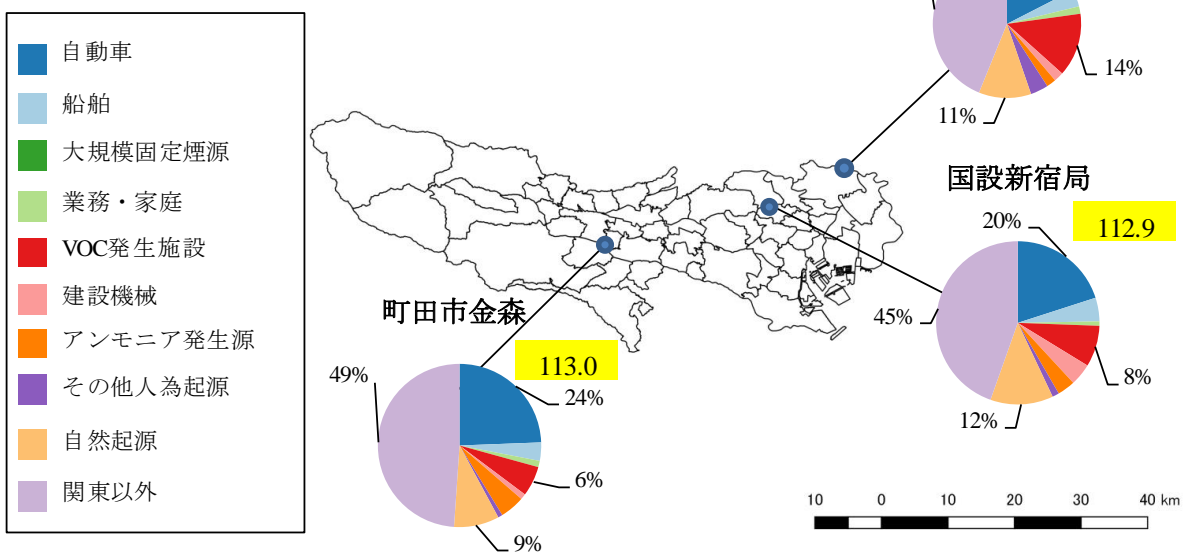 自動車
船舶
大規模固定煙源
業務・家庭
VOC発生施設
建設機械
アンモニア発生源
その他人為起源
自然起源
関東以外
14%
11%
国設新宿局
20%
112.9
45%
8%
12%
町田市金森
113.0
49%
24%
6%
9%
10 0 10 20 30 40 km